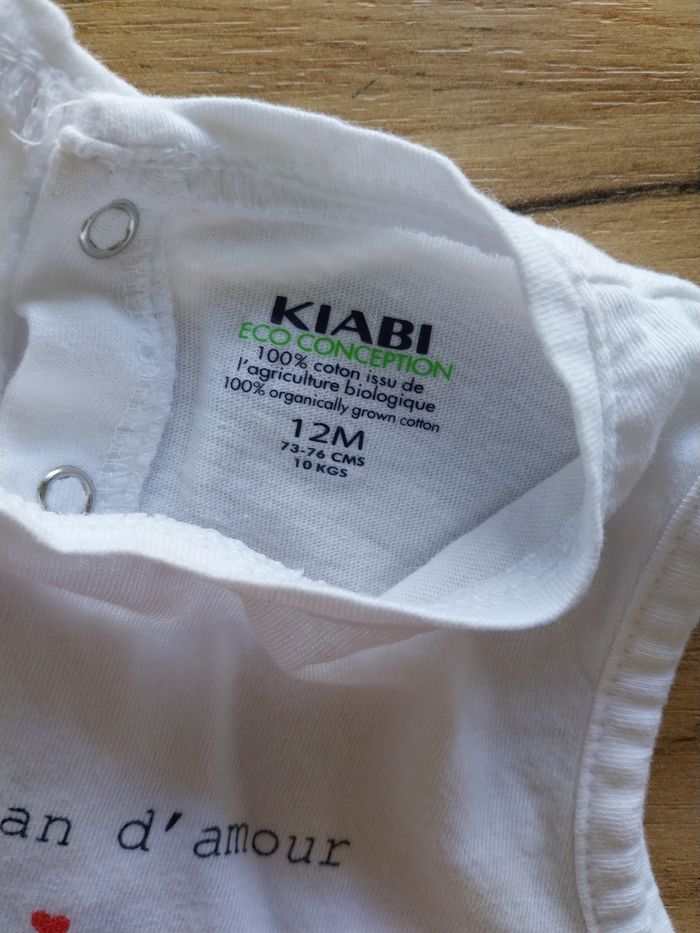 KIABI
ECO CONCEPTION
100% coton issu de
l'agriculture biologique
100% organically grown cotton
12M
73-76 CMS
10 KGS
an d'amour